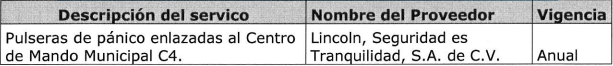 Descripción del servico Nombre del Proveedor Vigencia
Pulseras de pánico enlazadas al Centro Lincoln, Seguridad es
de Mando Municipal C4. Tranquilidad, S.A. de C.V. Anual